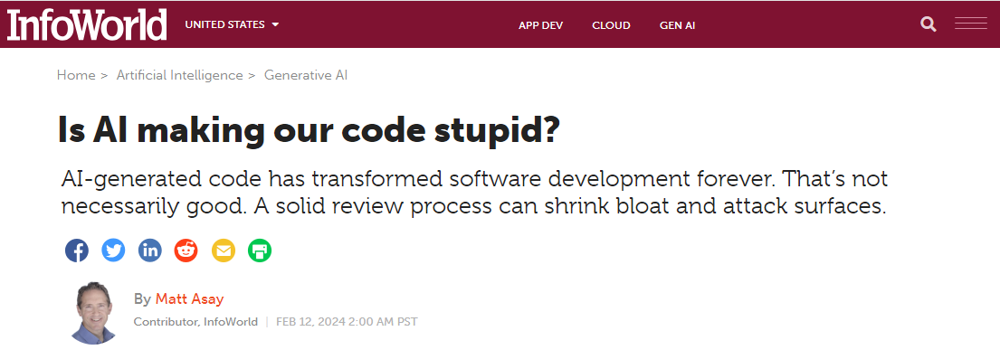 InfoWorld UNITED STATES APP DEV CLOUD GEN AI
Home > Artificial Intelligence > Generative AI
Is AI making our code stupid?
AI-generated code has transformed software development forever. That’s not
necessarily good. A solid review process can shrink bloat and attack surfaces.
By Matt Asay
Contributor, InfoWorld | FEB 12, 2024 2:00 AM PST